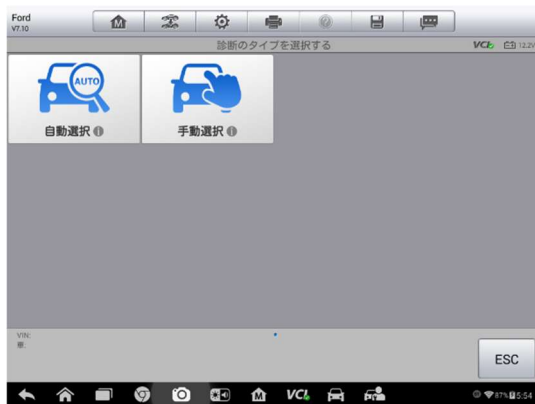 Ford
V7.10
M
診断のタイプを選択する
VCI
12.2V
AUTO
自動選択 i
手動選択 i
VIN:
車:
ESC
M
VCI
87% 5:54